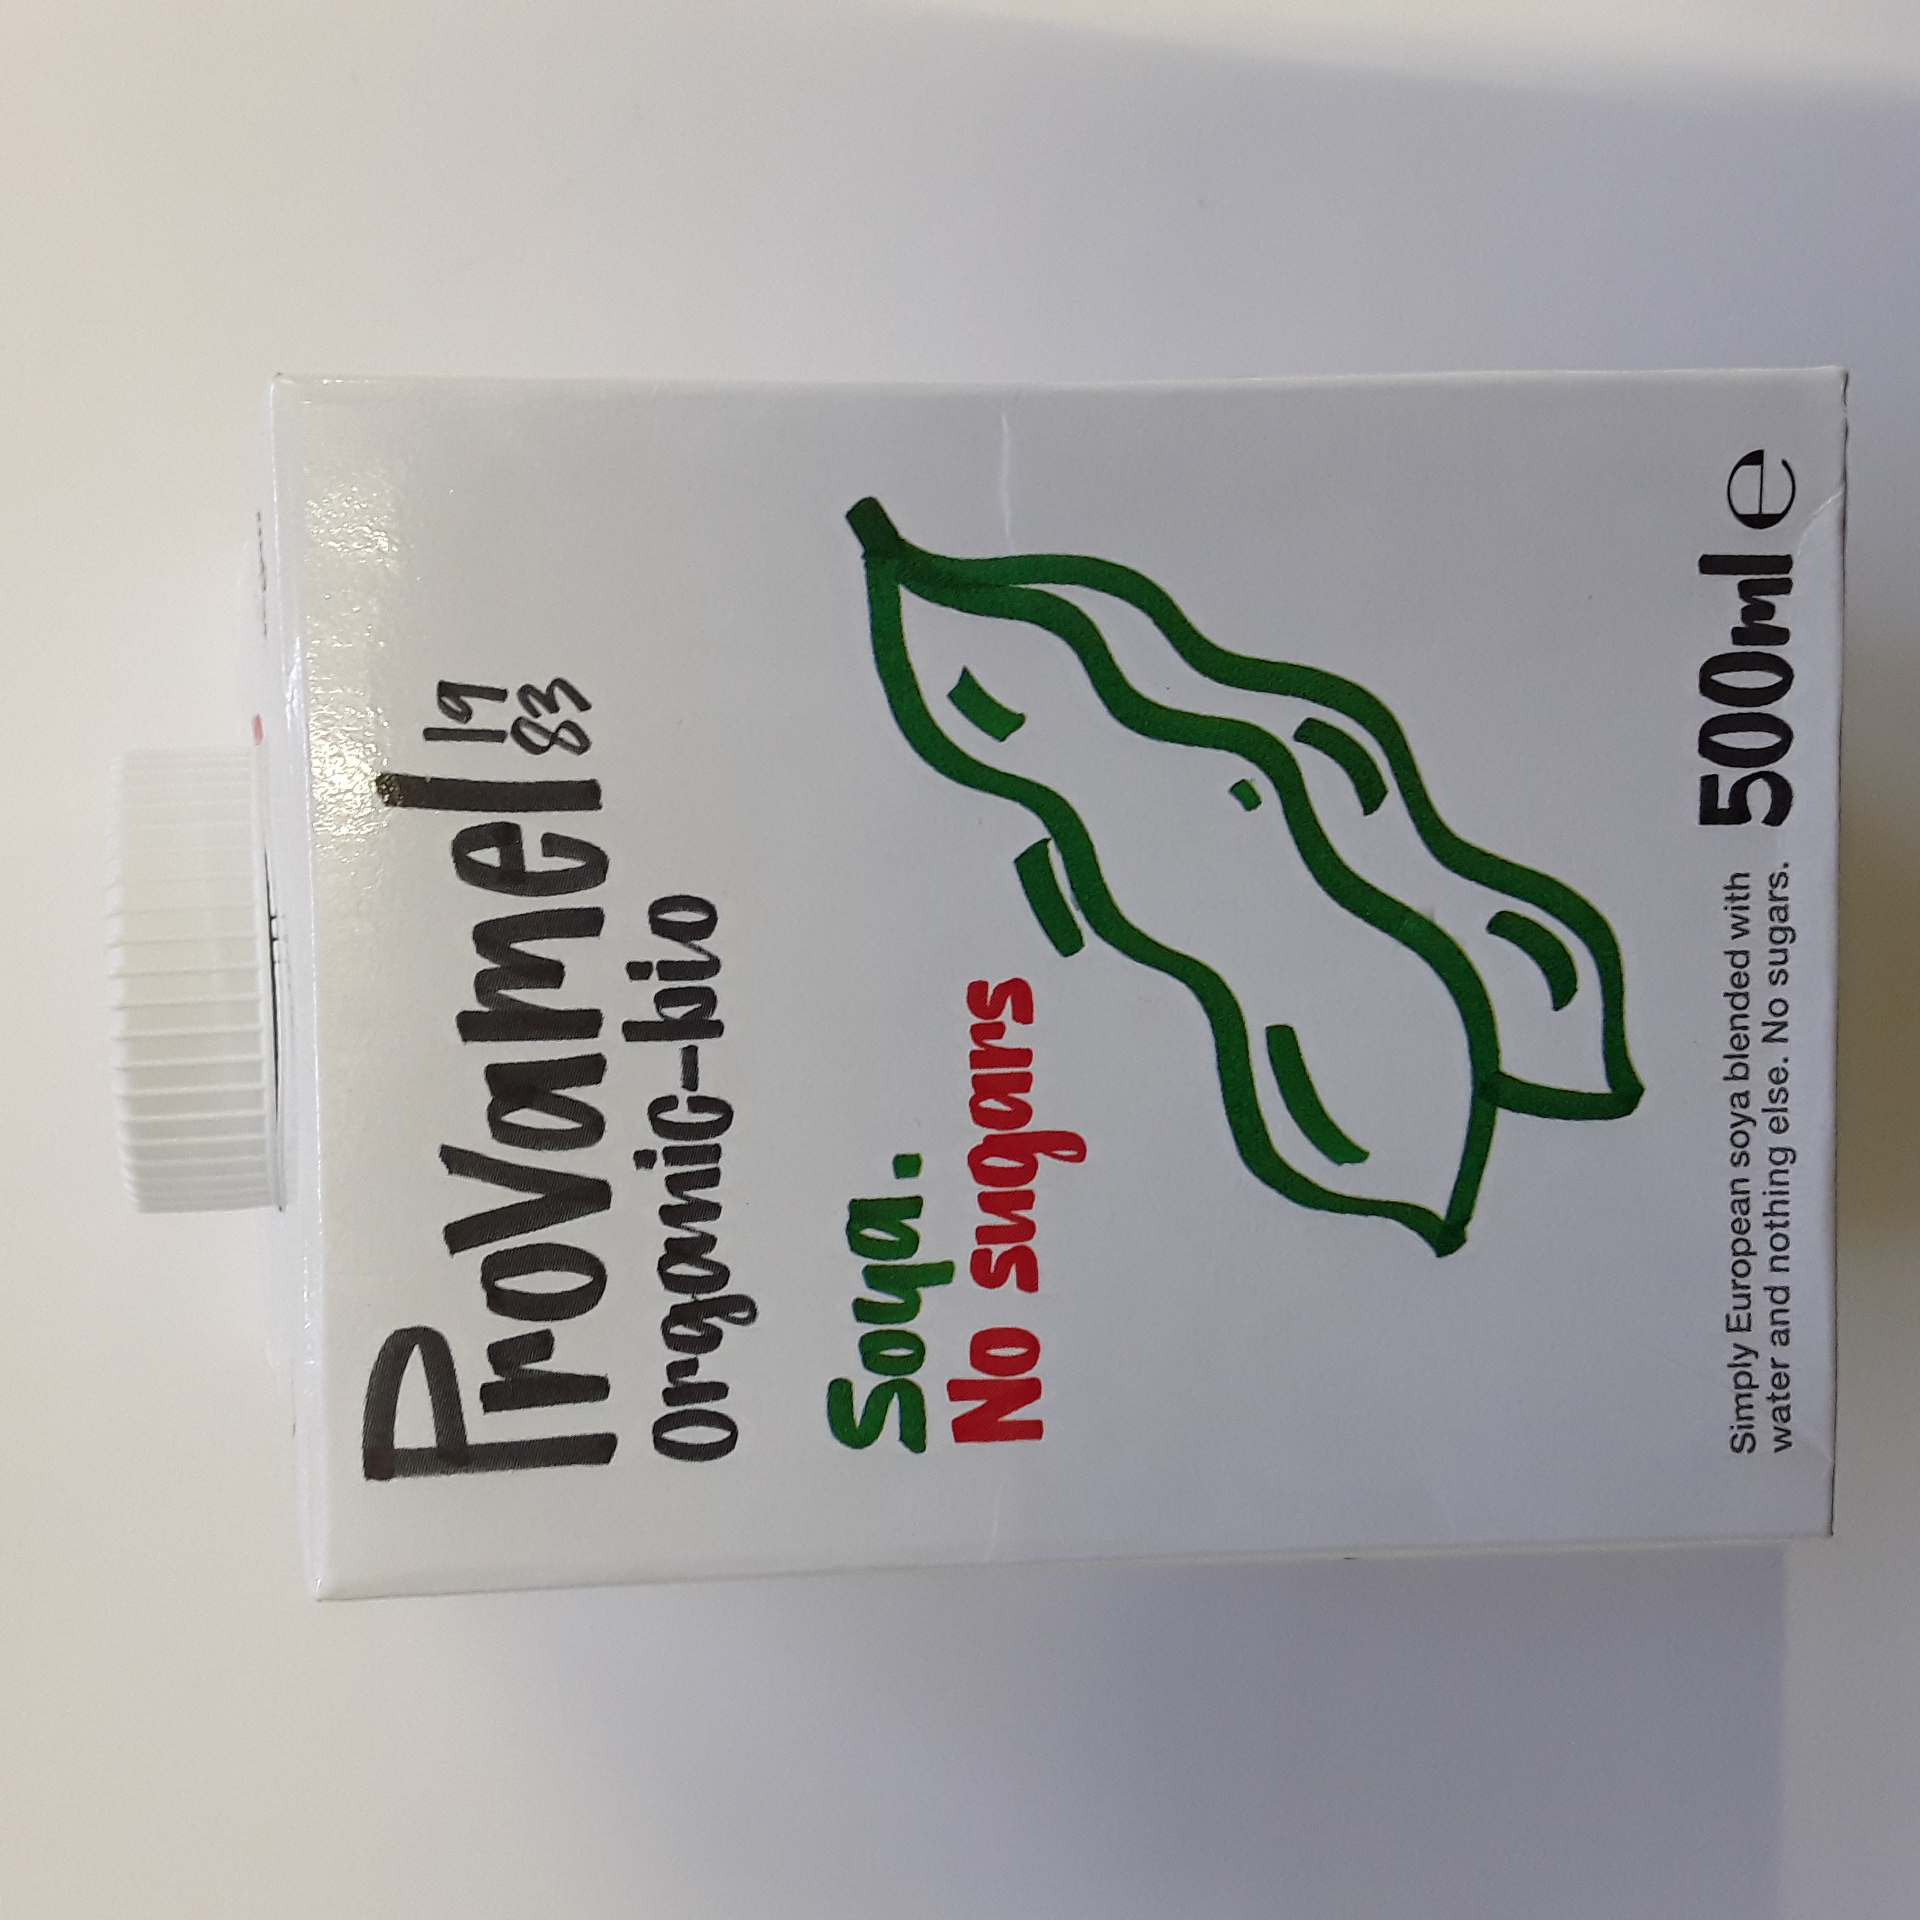 ProVamel 19
83
organic-bio
Soya.
No sugars
Simply European soya blended with
water and nothing else. No sugars.
500ml e